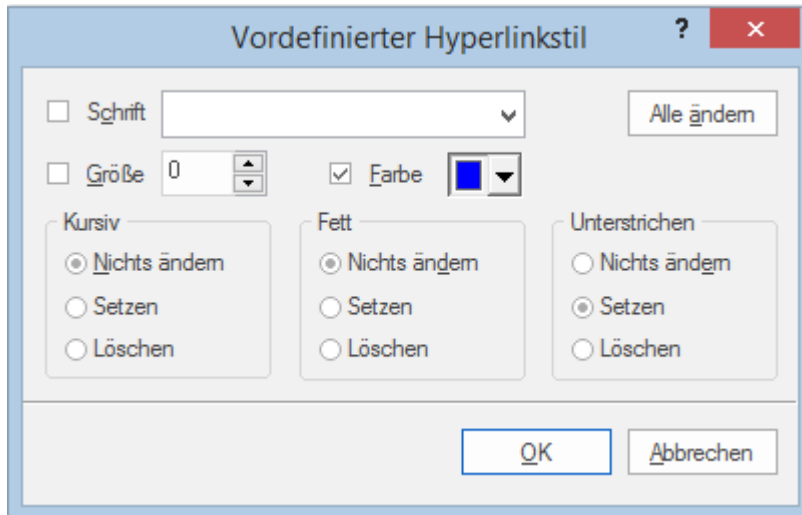 Vordefinierter Hyperlinkstil ?
Schrift Alle ändern
Größe 0 Farbe
Kursiv Fett Unterstrichen
Nichts ändern Nichts ändern Nichts ändern
Setzen Setzen Setzen
Löschen Löschen Löschen
OK Abbrechen